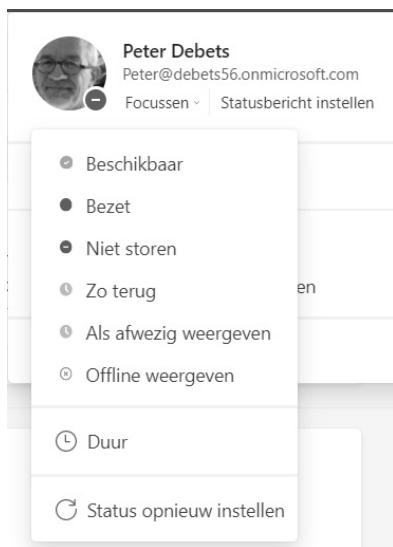 Peter Debets
Peter@debets56.onmicrosoft.com
Focussen Statusbericht instellen
Beschikbaar
Bezet
Niet storen
Zo terug
en
Als afwezig weergeven
Offline weergeven
Duur
Status opnieuw instellen